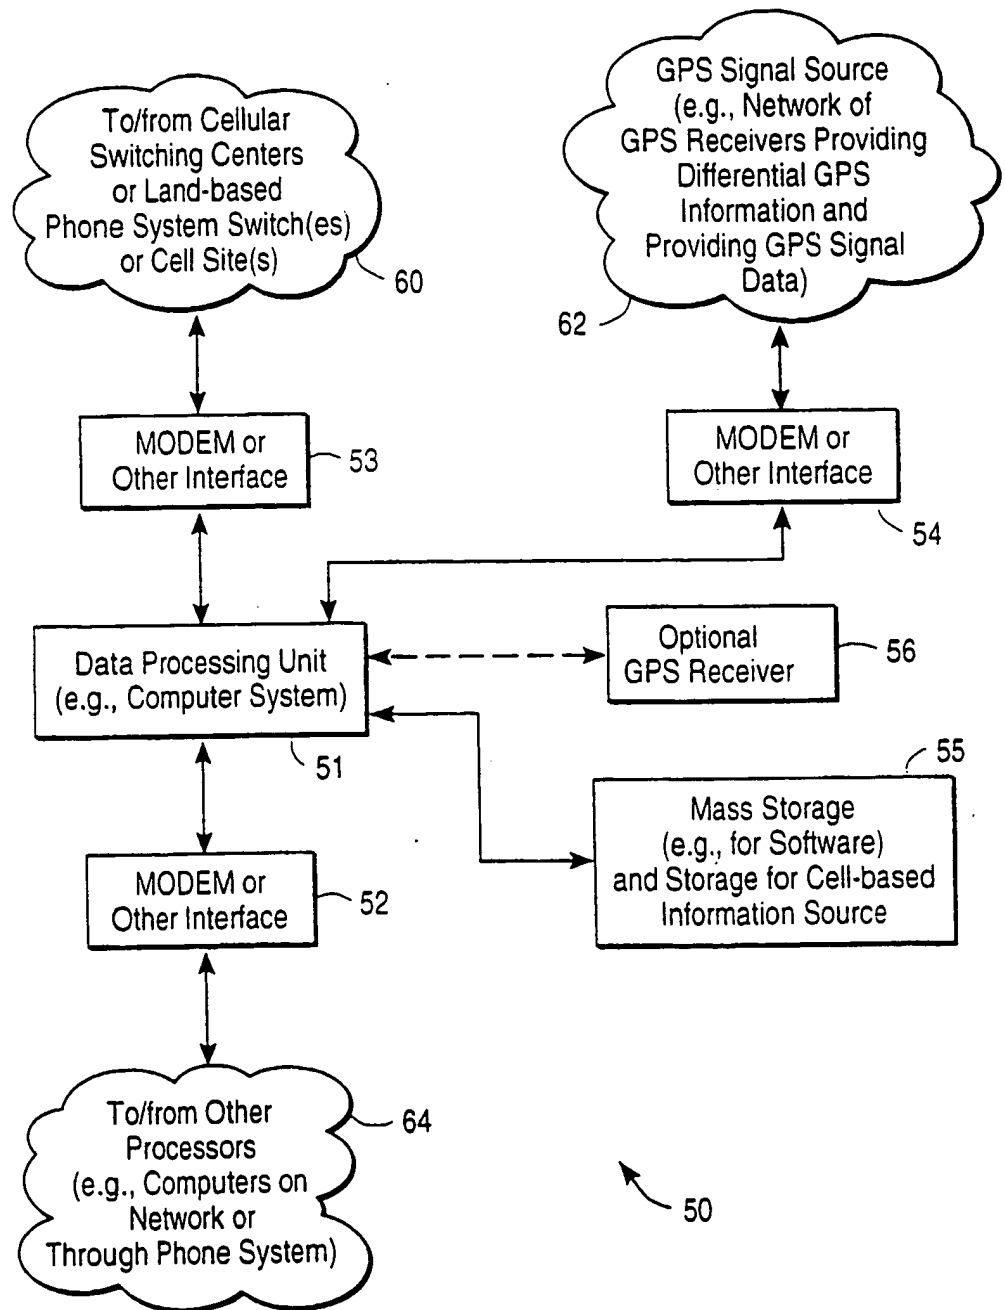 To/from Cellular
Switching Centers
or Land-based
Phone System Switch(es)
or Cell Site(s)
60
GPS Signal Source
(e.g., Network of
GPS Receivers Providing
Differential GPS
Information and
Providing GPS Signal
Data)
62
MODEM or
Other Interface
53
MODEM or
Other Interface
54
Data Processing Unit
(e.g., Computer System)
51
Optional
GPS Receiver
56
55
Mass Storage
(e.g., for Software)
and Storage for Cell-based
Information Source
MODEM or
Other Interface
52
To/from Other
Processors
(e.g., Computers on
Network or
Through Phone System)
64
50